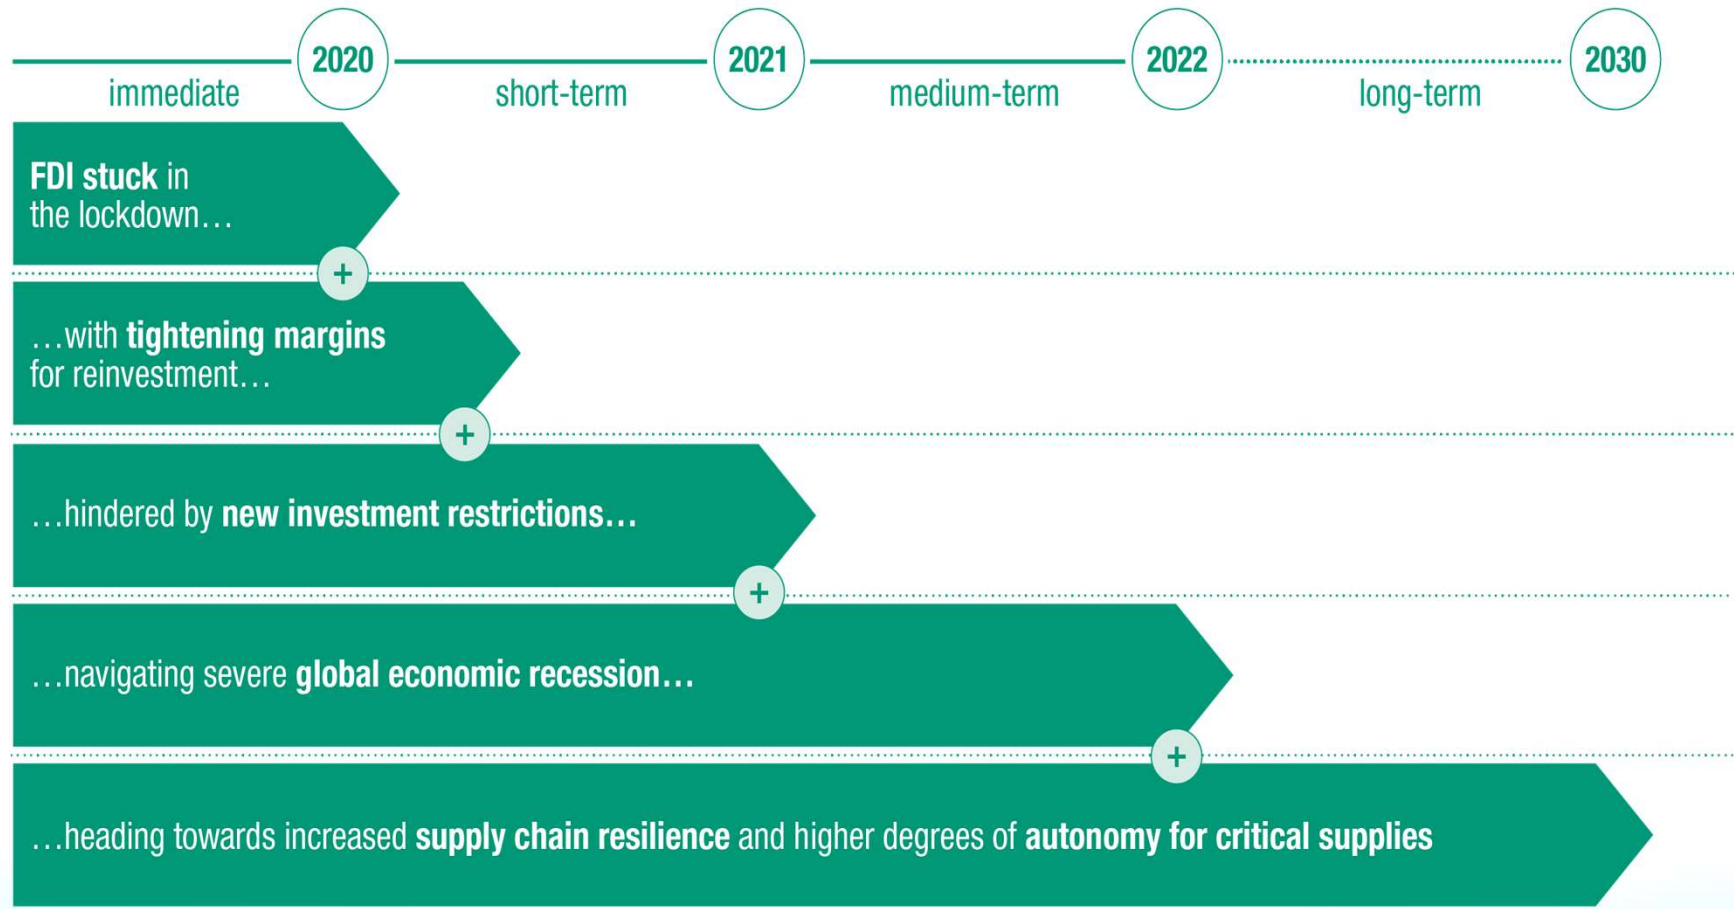 2020
2021
2022
2030
immediate
short-term
medium-term
long-term
FDI stuck in
the lockdown…
+
…with tightening margins
for reinvestment…
+
…hindered by new investment restrictions…
+
…navigating severe global economic recession…
+
…heading towards increased supply chain resilience and higher degrees of autonomy for critical supplies